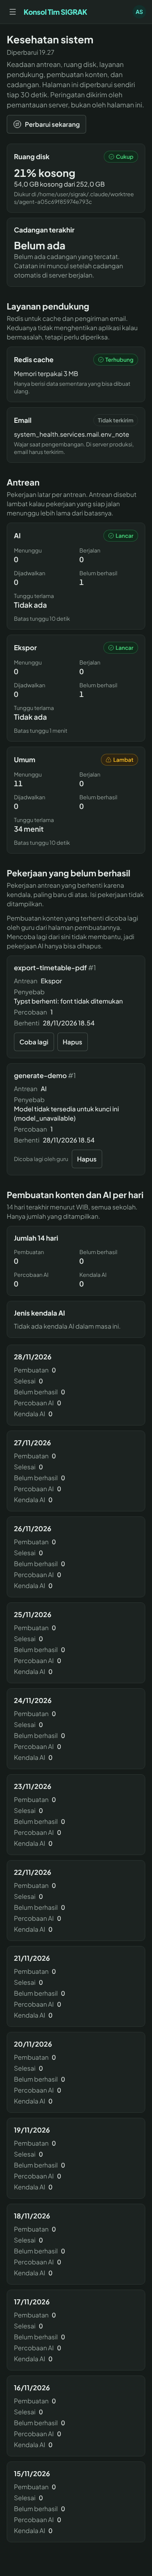 Konsol Tim SIGRAK
AS
Kesehatan sistem
Diperbarui 19.27
Keadaan antrean, ruang disk, layanan
pendukung, pembuatan konten, dan
cadangan. Halaman ini disegarkan otomatis
tiap 30 detik. Peringatan dikirim oleh
pemantau server, bukan oleh halaman ini.
Perbarui sekarang
Ruang disk
Cukup
21% kosong
54,0 GB kosong dari 252,0 GB
Cadangan terakhir
Belum ada
Belum ada cadangan yang tercatat.
Catatan ini muncul setelah cadangan
otomatis di server berjalan.
Layanan pendukung
Redis untuk cache dan pengiriman email.
Keduanya tidak menghentikan aplikasi kalau
bermasalah, tetapi perlu diperiksa.
Redis cache
Terhubung
Memori terpakai 3 MB
Hanya berisi data sementara yang bisa dibuat
ulang.
Email
Tidak terkirim
system_health.services.mail.env_note
Wajar saat pengembangan. Di server produksi,
email harus terkirim.
Antrean
Pekerjaan latar per antrean. Antrean disebut
lambat kalau pekerjaan yang siap jalan
menunggu lebih lama dari batasnya.
AI
Lancar
Menunggu
Berjalan
0
0
Dijadwalkan
Belum berhasil
0
1
Tunggu terlama
Tidak ada
Batas tunggu 10 detik
Ekspor
Lancar
Menunggu
Berjalan
0
0
Dijadwalkan
Belum berhasil
0
1
Tunggu terlama
Tidak ada
Batas tunggu 1 menit
Umum
Lambat
Menunggu
Berjalan
11
0
Dijadwalkan
Belum berhasil
0
0
Tunggu terlama
34 menit
Batas tunggu 10 detik
Pekerjaan yang belum berhasil
Pekerjaan antrean yang berhenti karena
kendala, paling baru di atas. Isi pekerjaan tidak
ditampilkan.
Pembuatan konten yang terhenti dicoba lagi
oleh guru dari halaman pembuatannya.
Mencoba lagi dari sini tidak membantu, jadi
pekerjaan AI hanya bisa dihapus.
export-timetable-pdf #1
Antrean Ekspor
Penyebab
Typst berhenti: font tidak ditemukan
Percobaan 1
Berhenti 28/11/2026 18.54
Coba lagi
Hapus
generate-demo #1
Antrean AI
Penyebab
Model tidak tersedia untuk kunci ini
(model_unavailable)
Percobaan 1
Berhenti 28/11/2026 18.54
Dicoba lagi oleh guru
Hapus
Pembuatan konten dan AI per hari
14 hari terakhir menurut WIB, semua sekolah.
Hanya jumlah yang ditampilkan.
Jumlah 14 hari
Pembuatan
Belum berhasil
0
0
Percobaan AI
Kendala AI
0
0
Jenis kendala AI
Tidak ada kendala AI dalam masa ini.
28/11/2026
Pembuatan 0
Selesai 0
Belum berhasil 0
Percobaan AI 0
Kendala AI 0
27/11/2026
Pembuatan 0
Selesai 0
Belum berhasil 0
Percobaan AI 0
Kendala AI 0
26/11/2026
Pembuatan 0
Selesai 0
Belum berhasil 0
Percobaan AI 0
Kendala AI 0
25/11/2026
Pembuatan 0
Selesai 0
Belum berhasil 0
Percobaan AI 0
Kendala AI 0
24/11/2026
Pembuatan 0
Selesai 0
Belum berhasil 0
Percobaan AI 0
Kendala AI 0
23/11/2026
Pembuatan 0
Selesai 0
Belum berhasil 0
Percobaan AI 0
Kendala AI 0
22/11/2026
Pembuatan 0
Selesai 0
Belum berhasil 0
Percobaan AI 0
Kendala AI 0
21/11/2026
Pembuatan 0
Selesai 0
Belum berhasil 0
Percobaan AI 0
Kendala AI 0
20/11/2026
Pembuatan 0
Selesai 0
Belum berhasil 0
Percobaan AI 0
Kendala AI 0
19/11/2026
Pembuatan 0
Selesai 0
Belum berhasil 0
Percobaan AI 0
Kendala AI 0
18/11/2026
Pembuatan 0
Selesai 0
Belum berhasil 0
Percobaan AI 0
Kendala AI 0
17/11/2026
Pembuatan 0
Selesai 0
Belum berhasil 0
Percobaan AI 0
Kendala AI 0
16/11/2026
Pembuatan 0
Selesai 0
Belum berhasil 0
Percobaan AI 0
Kendala AI 0
15/11/2026
Pembuatan 0
Selesai 0
Belum berhasil 0
Percobaan AI 0
Kendala AI 0